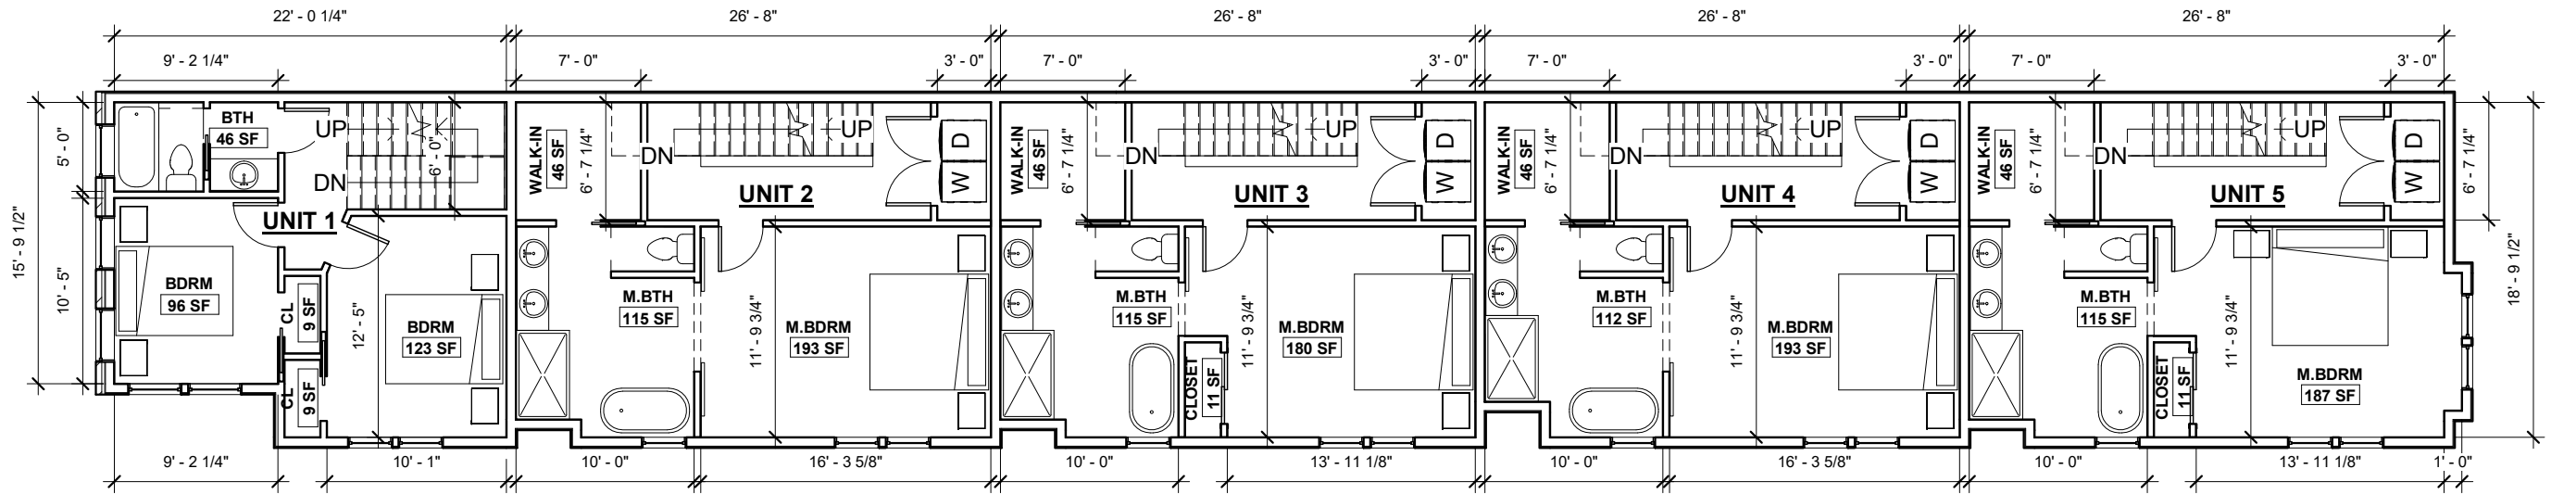 22' - 0 1/4"
26' - 8"
26' - 8"
26' - 8"
26' - 8"
9' - 2 1/4"
7' - 0"
3' - 0"
7' - 0"
3' - 0"
7' - 0"
3' - 0"
7' - 0"
3' - 0"
15' - 9 1/2"
5' - 0"
10' - 5"
BTH
46 SF
UP
DN
6' - 0"
UNIT 1
BDRM
96 SF
CL
9 SF
CL
9 SF
12' - 5"
BDRM
123 SF
WALK-IN
46 SF
6' - 7 1/4"
DN
UP
UNIT 2
D
W
M.BTH
115 SF
11' - 9 3/4"
M.BDRM
193 SF
WALK-IN
46 SF
6' - 7 1/4"
DN
UP
UNIT 3
D
W
M.BTH
115 SF
CLOSET
11 SF
11' - 9 3/4"
M.BDRM
180 SF
WALK-IN
46 SF
6' - 7 1/4"
DN
UP
UNIT 4
D
W
M.BTH
112 SF
11' - 9 3/4"
M.BDRM
193 SF
WALK-IN
46 SF
6' - 7 1/4"
DN
UP
UNIT 5
D
W
M.BTH
115 SF
CLOSET
11 SF
11' - 9 3/4"
M.BDRM
187 SF
6' - 7 1/4"
18' - 9 1/2"
9' - 2 1/4"
10' - 1"
10' - 0"
16' - 3 5/8"
10' - 0"
13' - 11 1/8"
10' - 0"
16' - 3 5/8"
10' - 0"
13' - 11 1/8"
1' - 0"